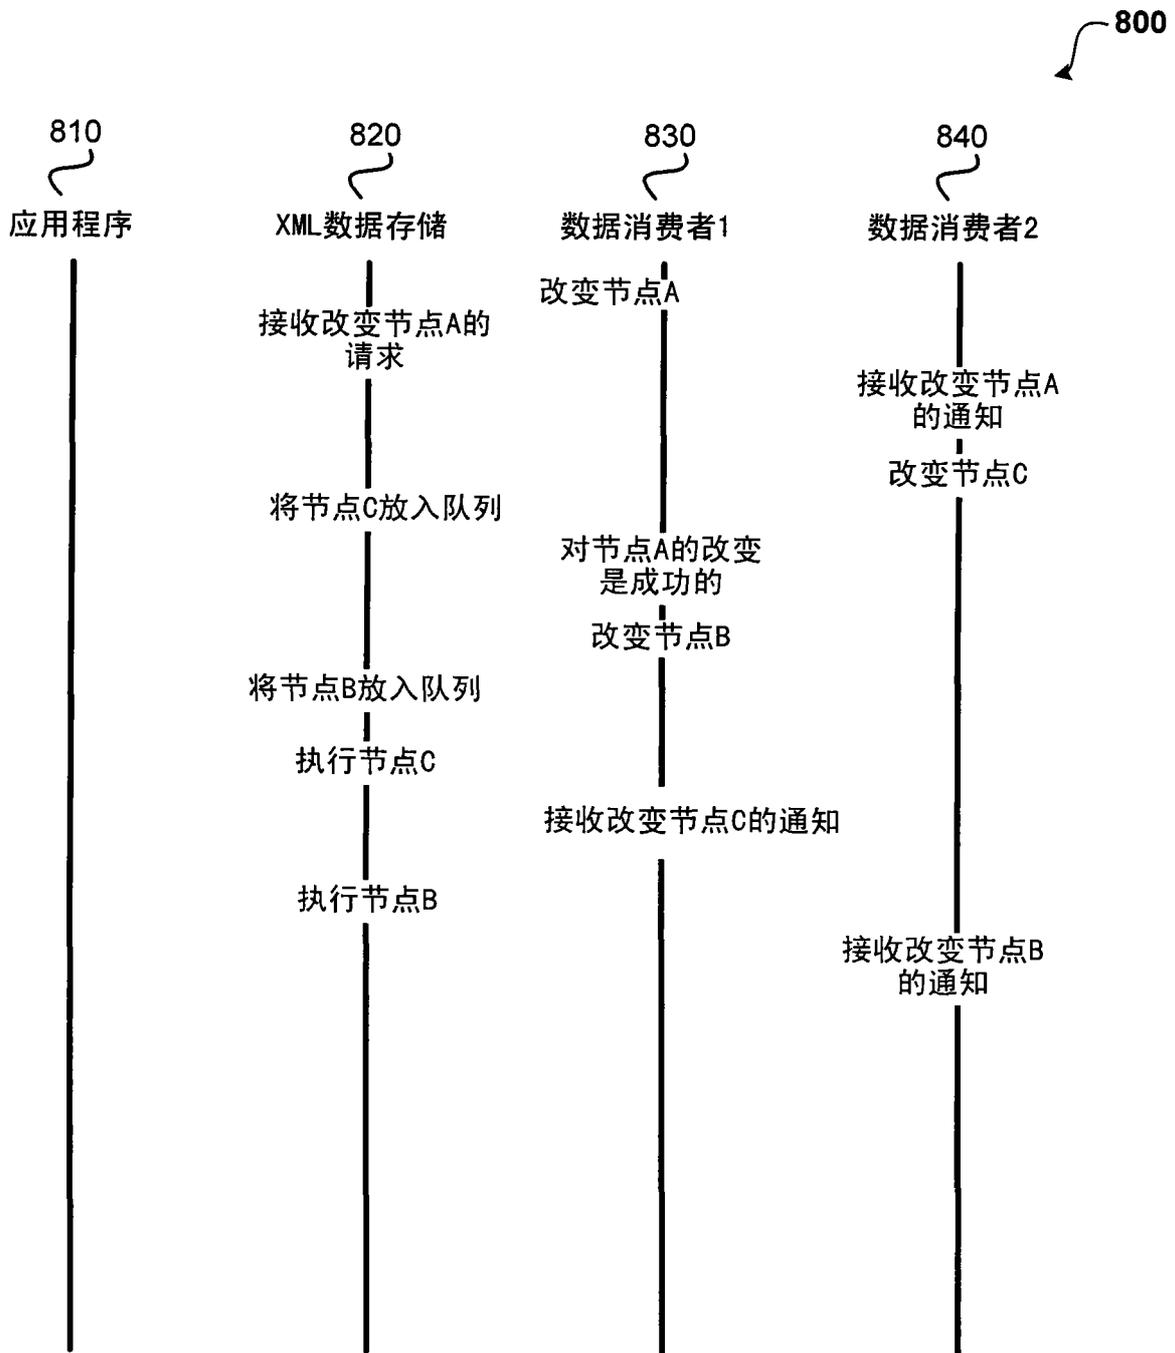 800
810
820
830
840
应用程序
XML数据存储
数据消费者1
数据消费者2
改变节点A
接收改变节点A的
请求
接收改变节点A
的通知
改变节点C
将节点C放入队列
对节点A的改变
是成功的
改变节点B
将节点B放入队列
执行节点C
接收改变节点C的通知
执行节点B
接收改变节点B
的通知